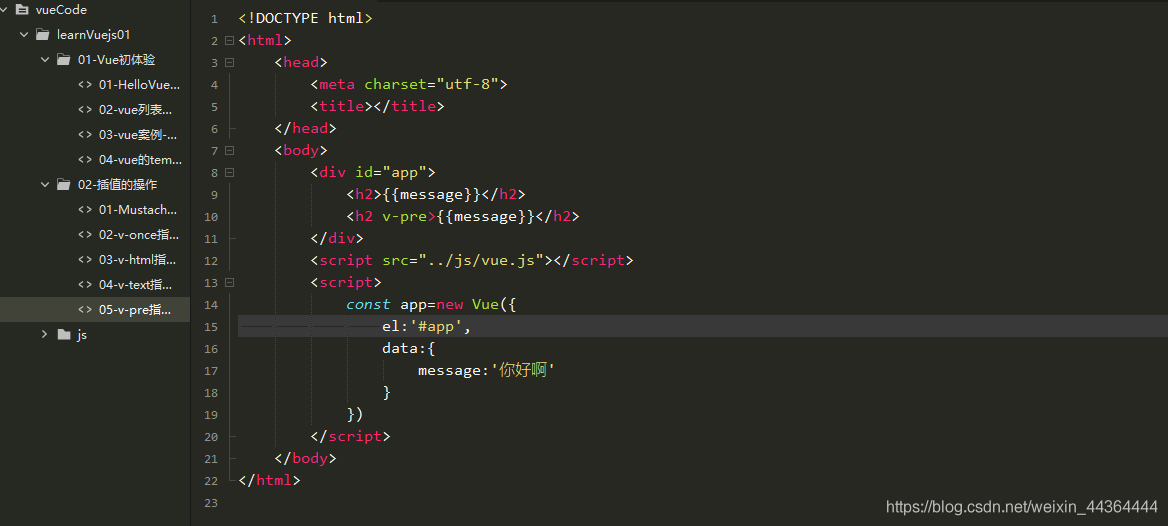 vueCode
learnVuejs01
01-Vue初体验
01-HelloVue...
02-vue列表...
03-vue案例-...
04-vue的tem...
02-插值的操作
01-Mustach...
02-v-once指...
03-v-html指...
04-v-text指...
05-v-pre指...
js
1 <!DOCTYPE html>
2 <html>
3 <head>
4 <meta charset="utf-8">
5 <title></title>
6 </head>
7 <body>
8 <div id="app">
9 <h2>{{message}}</h2>
10 <h2 v-pre>{{message}}</h2>
11 </div>
12 <script src="../js/vue.js"></script>
13 <script>
14 const app=new Vue({
15 el:'#app',
16 data:{
17 message:'你好啊'
18 }
19 })
20 </script>
21 </body>
22 </html>
23
https://blog.csdn.net/weixin_44364444